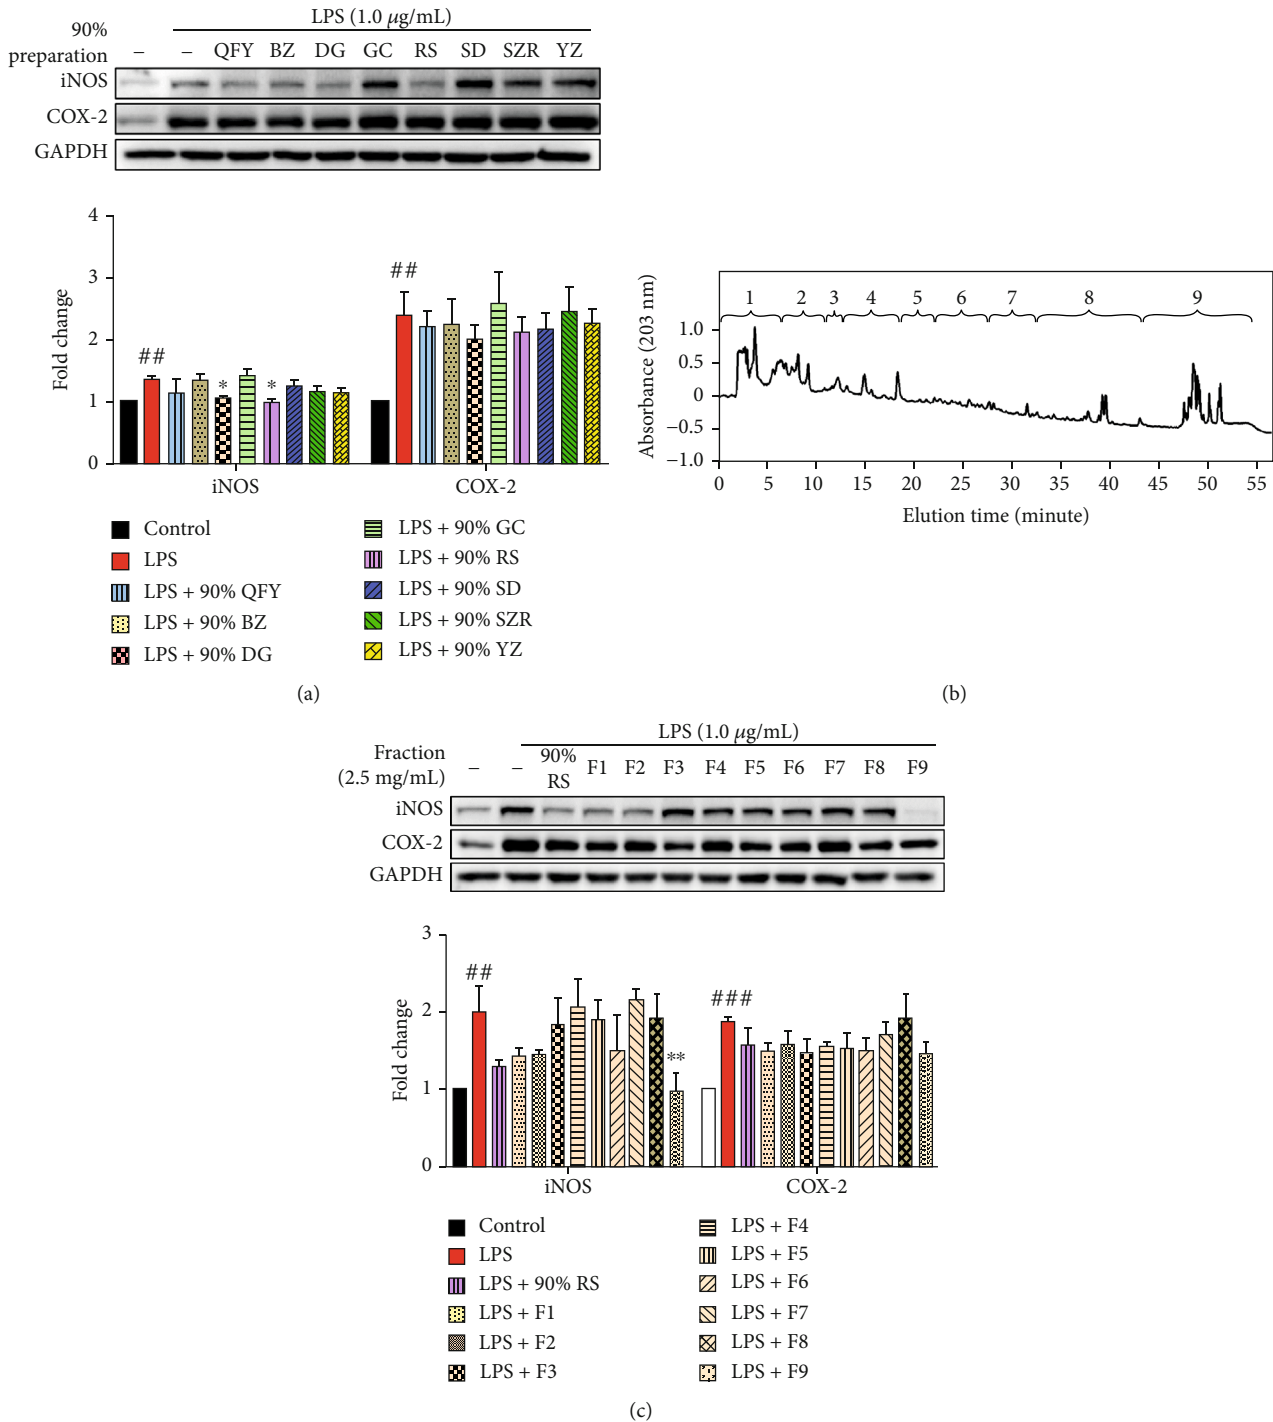 LPS (1.0 μg/mL)
90%
preparation
– – QFY BZ DG GC RS SD SZR YZ
iNOS
COX-2
GAPDH
4
3
2
1
0
Fold change
##
*
*
##
iNOS
COX-2
Control
LPS
LPS + 90% QFY
LPS + 90% BZ
LPS + 90% DG
LPS + 90% GC
LPS + 90% RS
LPS + 90% SD
LPS + 90% SZR
LPS + 90% YZ
(a)
1 2 3 4 5 6 7 8 9
1.0
0.5
0
−0.5
−1.0
Absorbance (203 nm)
0 5 10 15 20 25 30 35 40 45 50 55
Elution time (minute)
(b)
LPS (1.0 μg/mL)
Fraction
(2.5 mg/mL)
– – 90% RS F1 F2 F3 F4 F5 F6 F7 F8 F9
iNOS
COX-2
GAPDH
3
2
1
0
Fold change
##
**
###
iNOS
COX-2
Control
LPS
LPS + 90% RS
LPS + F1
LPS + F2
LPS + F3
LPS + F4
LPS + F5
LPS + F6
LPS + F7
LPS + F8
LPS + F9
(c)